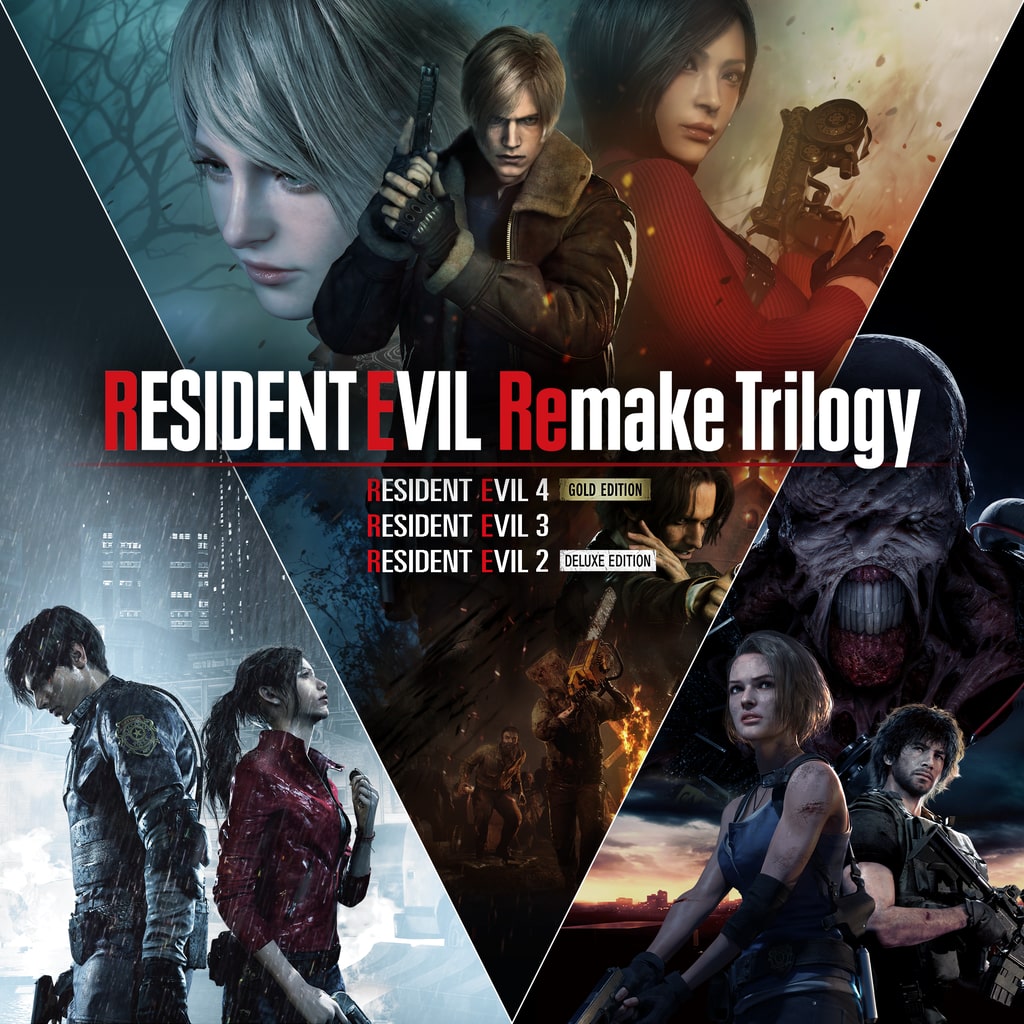 RESIDENT EVIL Remake Trilogy
RESIDENT EVIL 4 GOLD EDITION
RESIDENT EVIL 3
RESIDENT EVIL 2 DELUXE EDITION